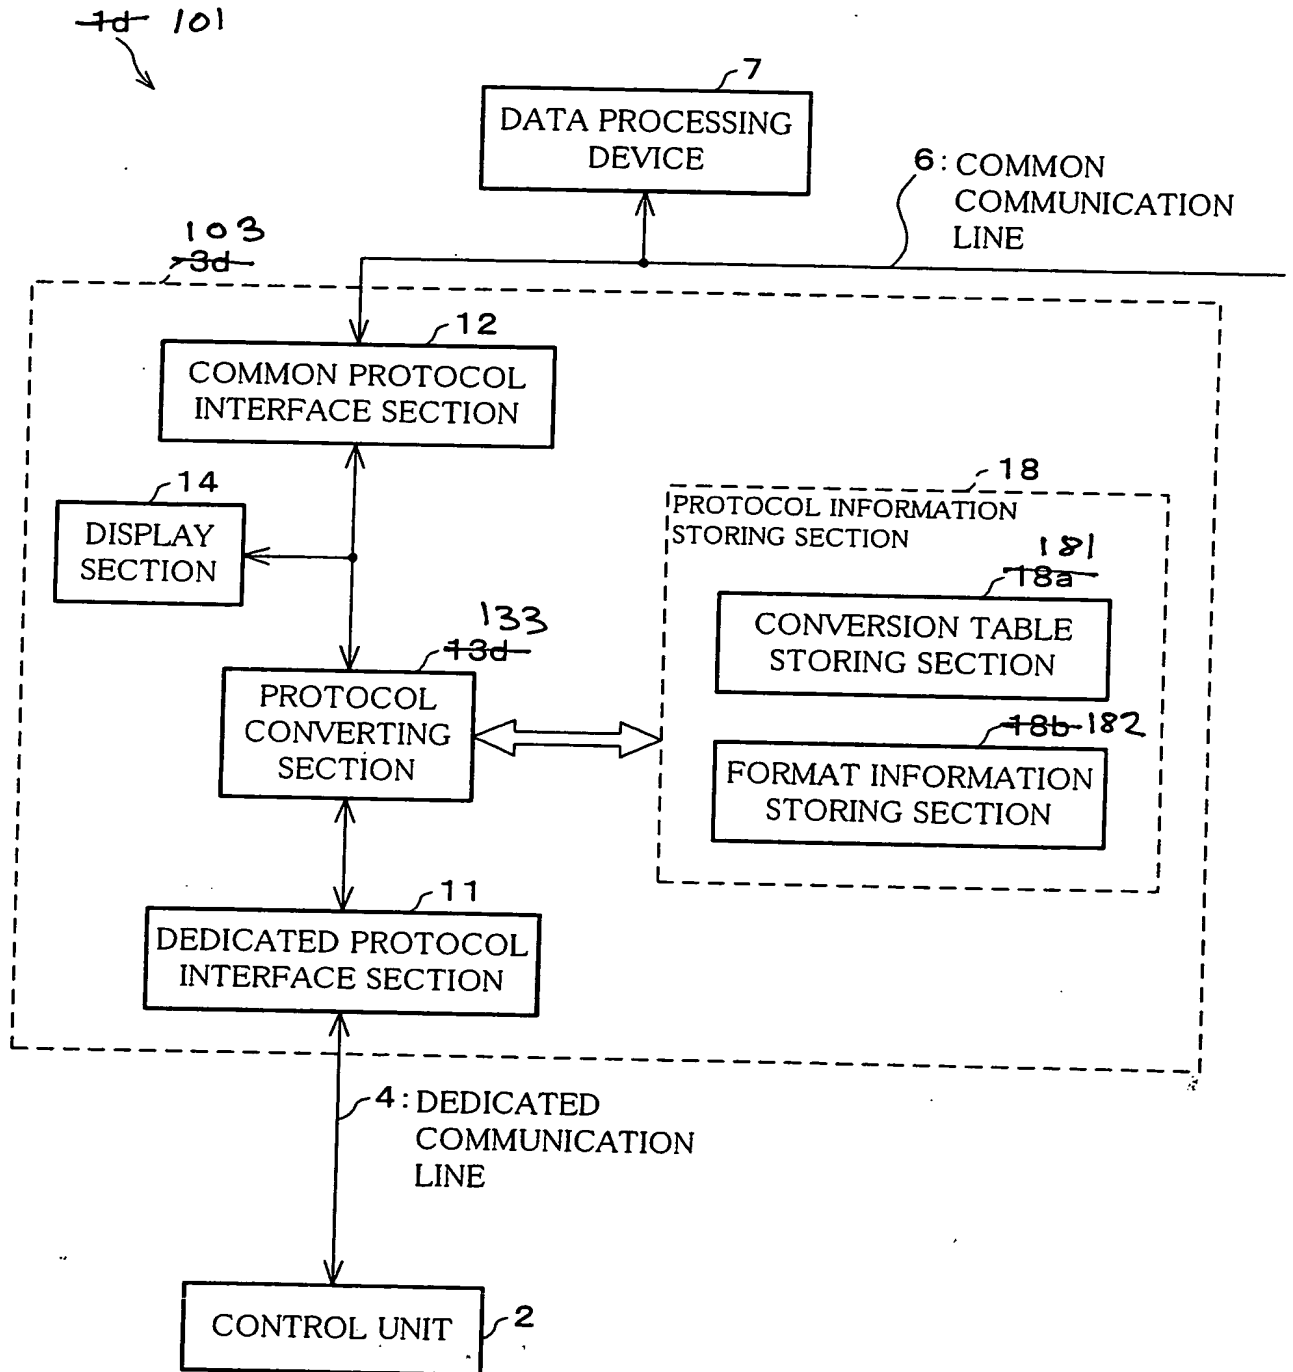 1d 101
7
DATA PROCESSING
DEVICE
6: COMMON
COMMUNICATION
LINE
103
3d
12
COMMON PROTOCOL
INTERFACE SECTION
14
DISPLAY
SECTION
18
PROTOCOL INFORMATION
STORING SECTION
181
18a
CONVERSION TABLE
STORING SECTION
133
13d
PROTOCOL
CONVERTING
SECTION
18b 182
FORMAT INFORMATION
STORING SECTION
11
DEDICATED PROTOCOL
INTERFACE SECTION
4: DEDICATED
COMMUNICATION
LINE
CONTROL UNIT
2